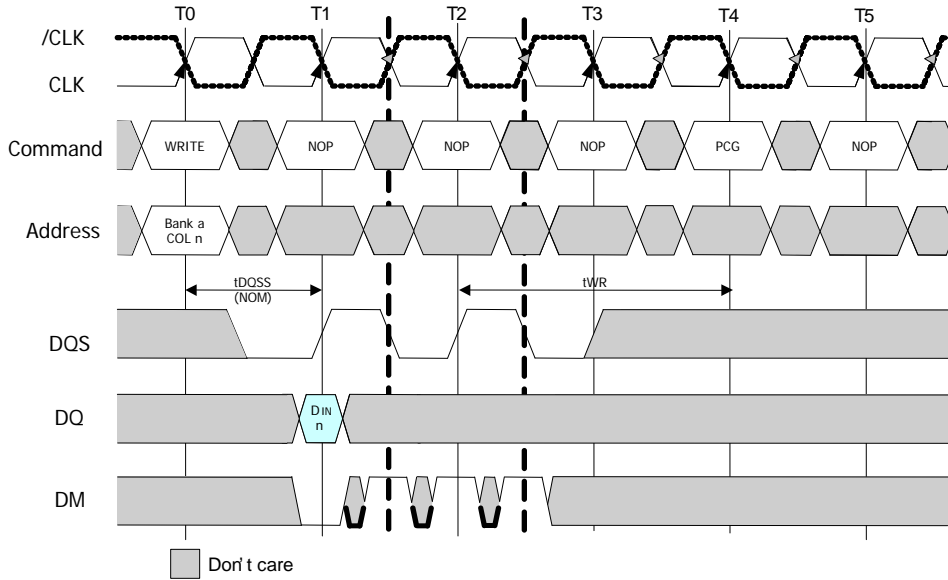 T0 T1 T2 T3 T4 T5
/CLK
CLK
Command WRITE NOP NOP NOP PCG NOP
Address Bank a
COL n
tDQSS
(NOM)
tWR
DQS
DQ DIN
n
DM
Don't care